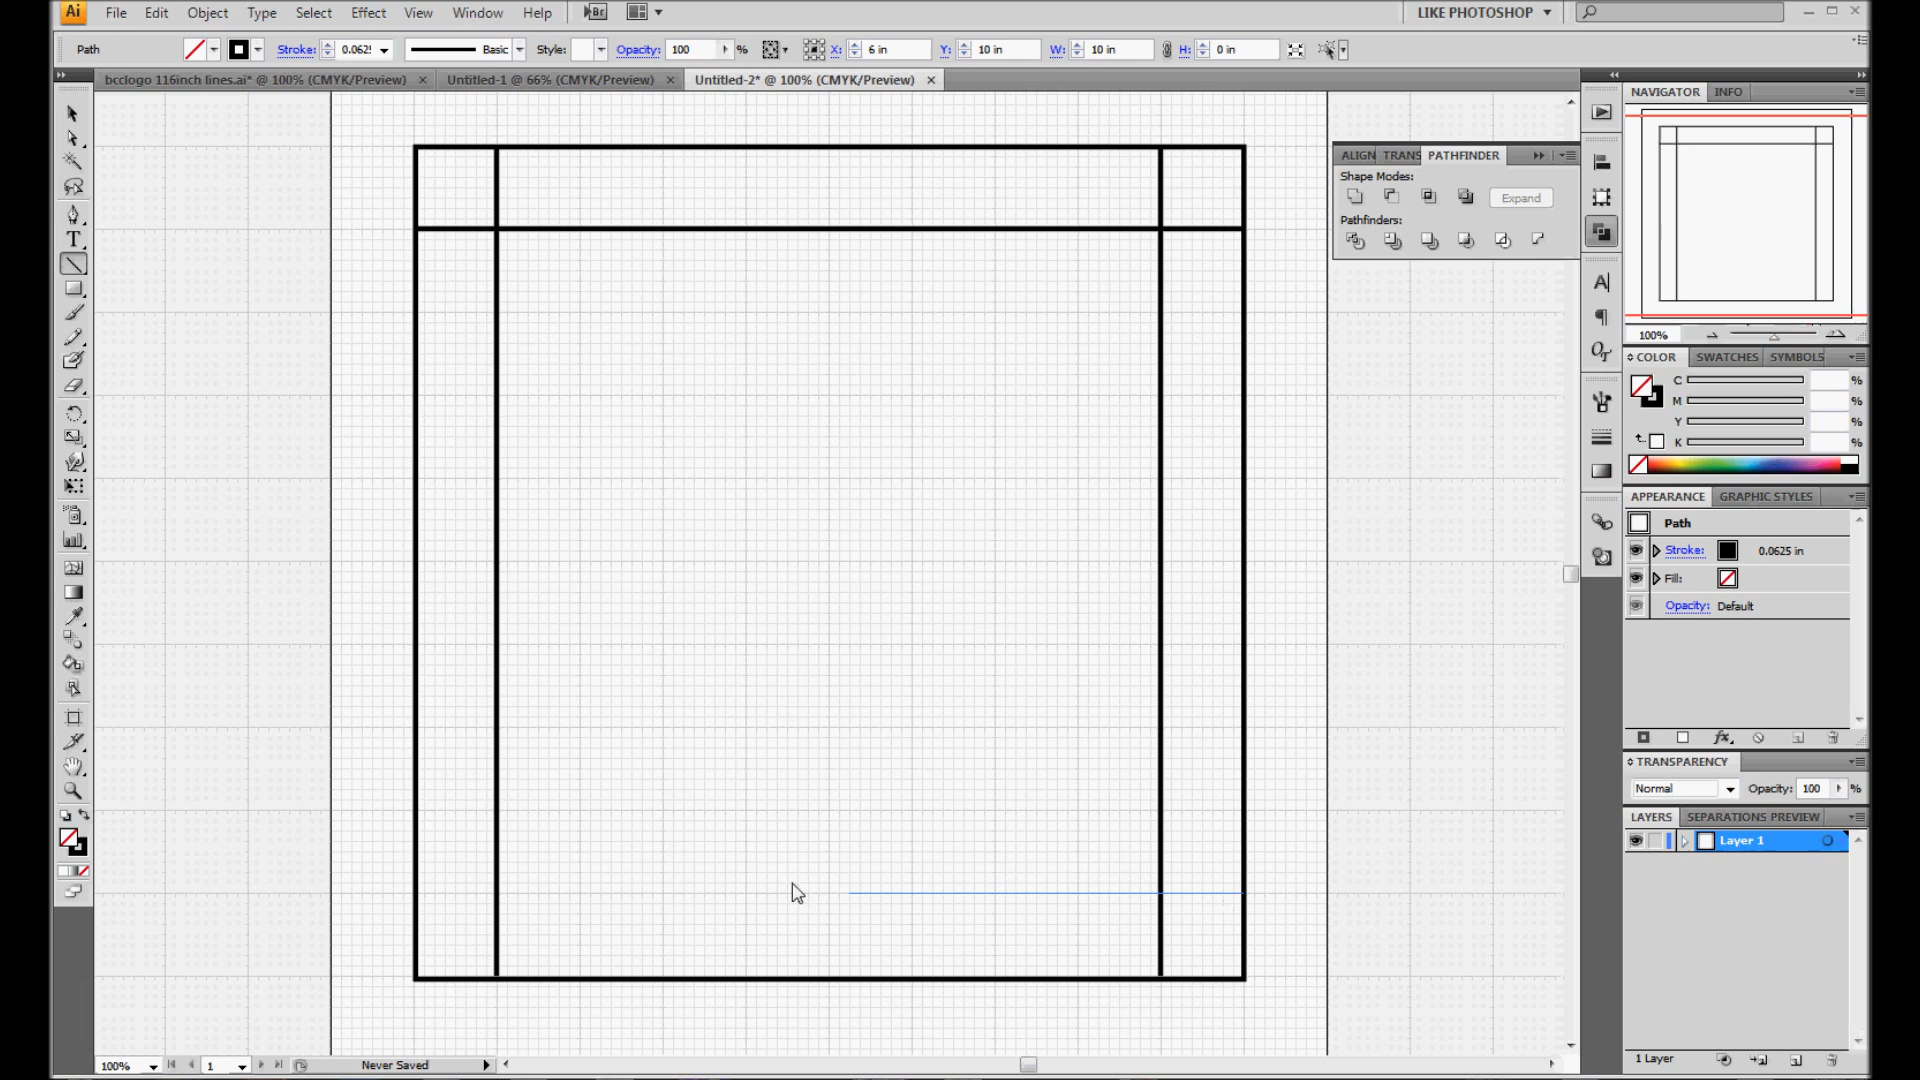 Ai File Edit Object Type Select Effect View Window Help Br LIKE PHOTOSHOP
Path Stroke: 0.062! Basic Style: Opacity: 100 % X: 6 in Y: 10 in W: 10 in H: 0 in
bcclogo 116inch lines.ai* @ 100% (CMYK/Preview) Untitled-1 @ 66% (CMYK/Preview) Untitled-2* @ 100% (CMYK/Preview)
NAVIGATOR INFO
ALIGN TRANS PATHFINDER
Shape Modes:
Expand
Pathfinders:
100%
COLOR SWATCHES SYMBOLS
C %
M %
Y %
K %
APPEARANCE GRAPHIC STYLES
Path
Stroke: 0.0625 in
Fill:
Opacity: Default
fx
TRANSPARENCY
Normal Opacity: 100 %
LAYERS SEPARATIONS PREVIEW
Layer 1
1 Layer
100% 1 Never Saved